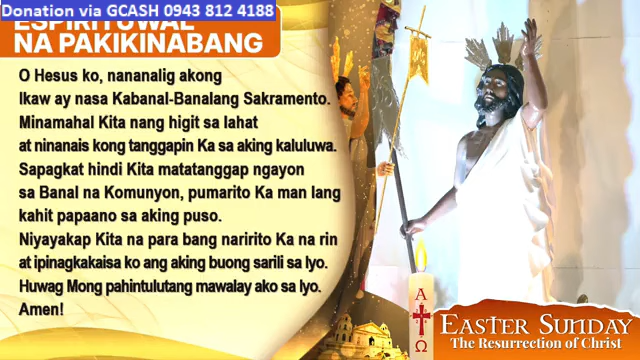 Donation via GCASH 0943 812 4188
ESPIRITUWAL
NA PAKIKINABANG
O Hesus ko, nananalig akong
Ikaw ay nasa Kabanal-Banalang Sakramento.
Minamahal Kita nang higit sa lahat
at ninanais kong tanggapin Ka sa aking kaluluwa.
Sapagkat hindi Kita matatanggap ngayon
sa Banal na Komunyon, pumarito Ka man lang
kahit papaano sa aking puso.
Niyayakap Kita na para bang naririto Ka na rin
at ipinagkakaisa ko ang aking buong sarili sa Iyo.
Huwag Mong pahintulutang mawalay ako sa Iyo.
Amen!
Α
Ω
EASTER SUNDAY
The Resurrection of Christ